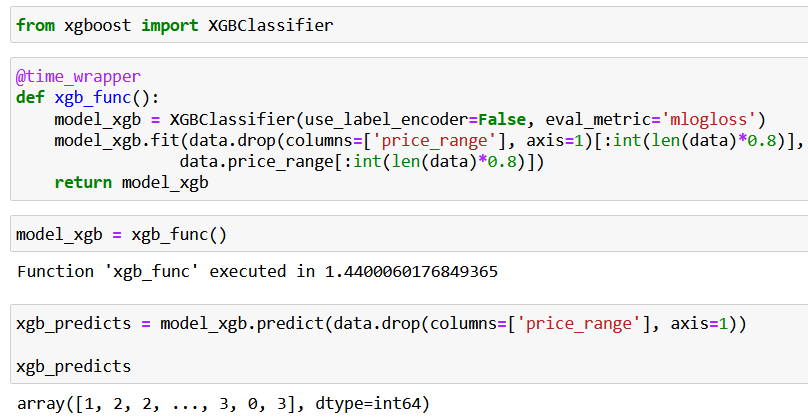 from xgboost import XGBClassifier
@time_wrapper
def xgb_func():
    model_xgb = XGBClassifier(use_label_encoder=False, eval_metric='mlogloss')
    model_xgb.fit(data.drop(columns=['price_range'], axis=1)[:int(len(data)*0.8)],
                  data.price_range[:int(len(data)*0.8)])
    return model_xgb
model_xgb = xgb_func()
Function 'xgb_func' executed in 1.4400060176849365
xgb_predicts = model_xgb.predict(data.drop(columns=['price_range'], axis=1))
xgb_predicts
array([1, 2, 2, ..., 3, 0, 3], dtype=int64)